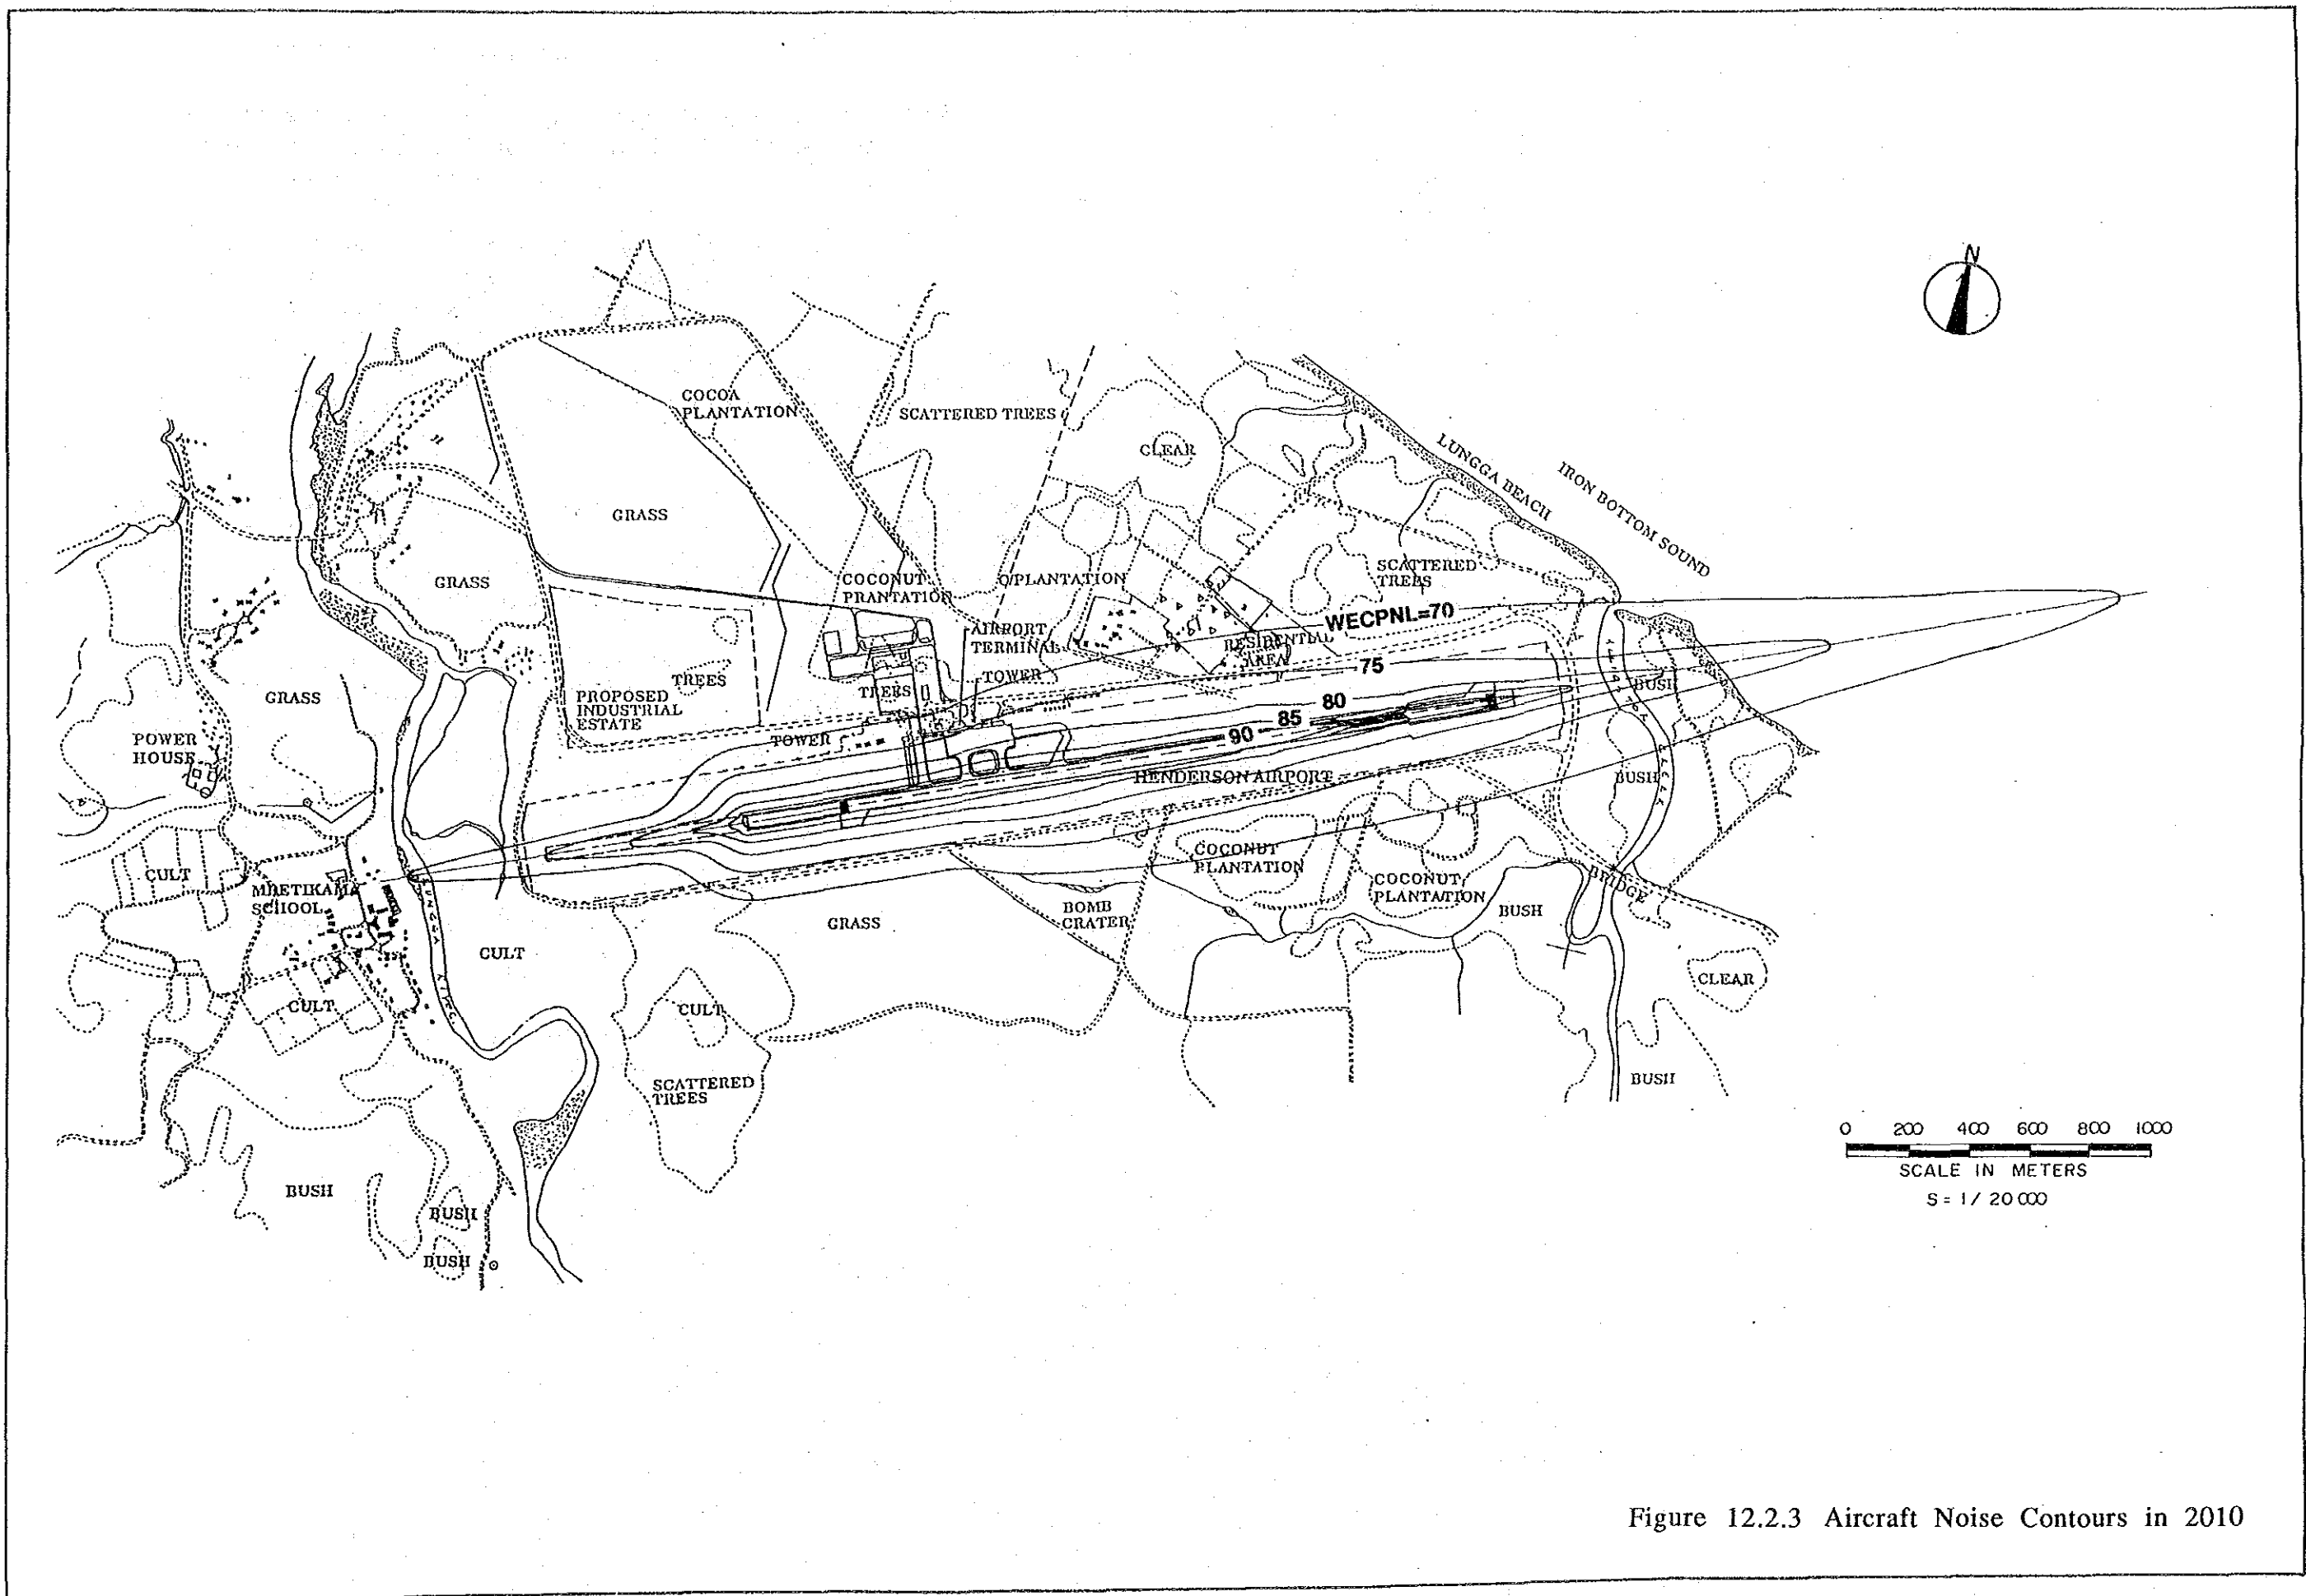 N
COCOA
PLANTATION
SCATTERED TREES
CLEAR
LUNGGA BEACH
IRON BOTTOM SOUND
GRASS
GRASS
COCONUT
PRANTATION
PLANTATION
SCATTERED
TREES
WECPNL=70
AIRPORT
TERMINAL
RESIDENTIAL
AREA
75
TOWER
TREES
TREES
BUSH
GRASS
PROPOSED
INDUSTRIAL
ESTATE
80
85
90
TOWER
POWER
HOUSE
HENDERSON AIRPORT
BUSH
CULT
COCONUT
PLANTATION
COCONUT
PLANTATION
BRIDGE
SCHOOL
LUNGGA RIVER
BOMB
CRATER
BUSH
GRASS
CULT
CLEAR
CULT
CULT
SCATTERED
TREES
BUSH
BUSH
BUSH
BUSH
0 200 400 600 800 1000
SCALE IN METERS
S = 1/20000
Figure 12.2.3 Aircraft Noise Contours in 2010